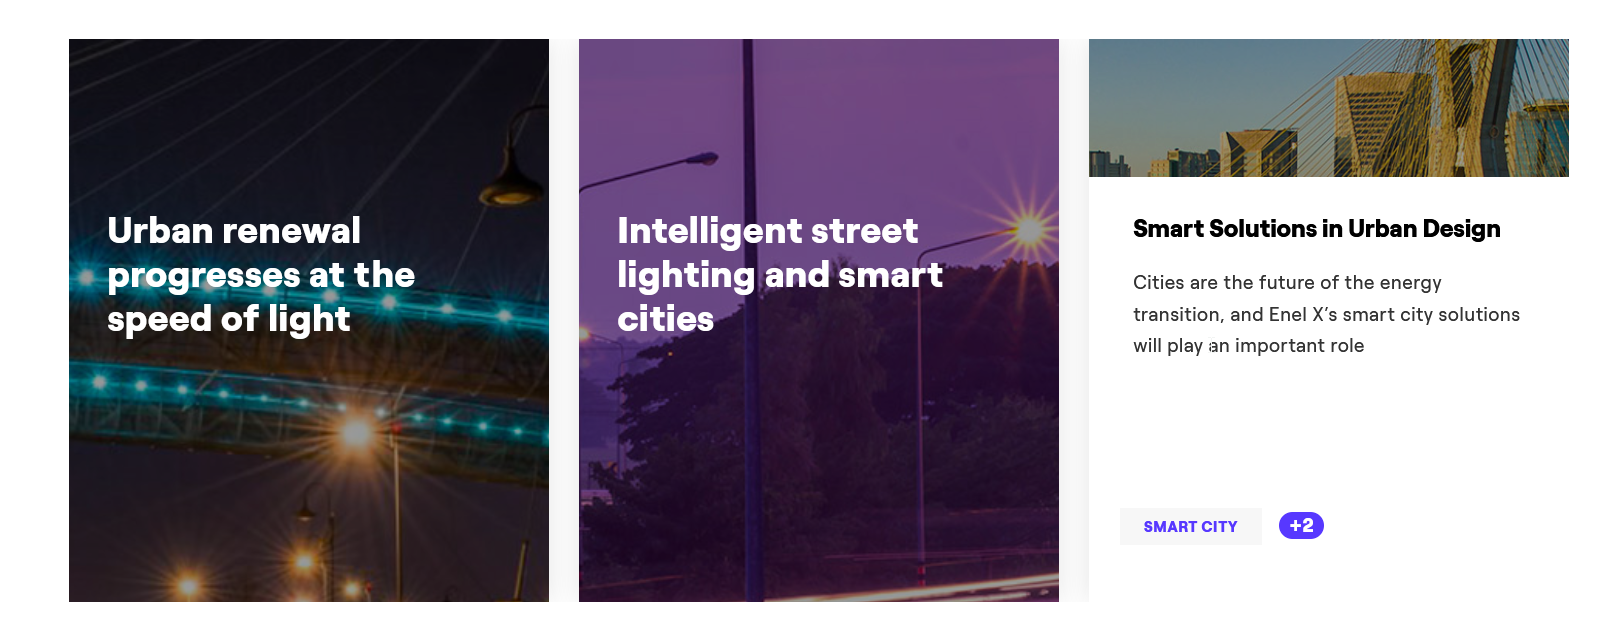 Urban renewal
progresses at the
speed of light
Intelligent street
lighting and smart
cities
Smart Solutions in Urban Design
Cities are the future of the energy
transition, and Enel X’s smart city solutions
will play an important role
SMART CITY
+2